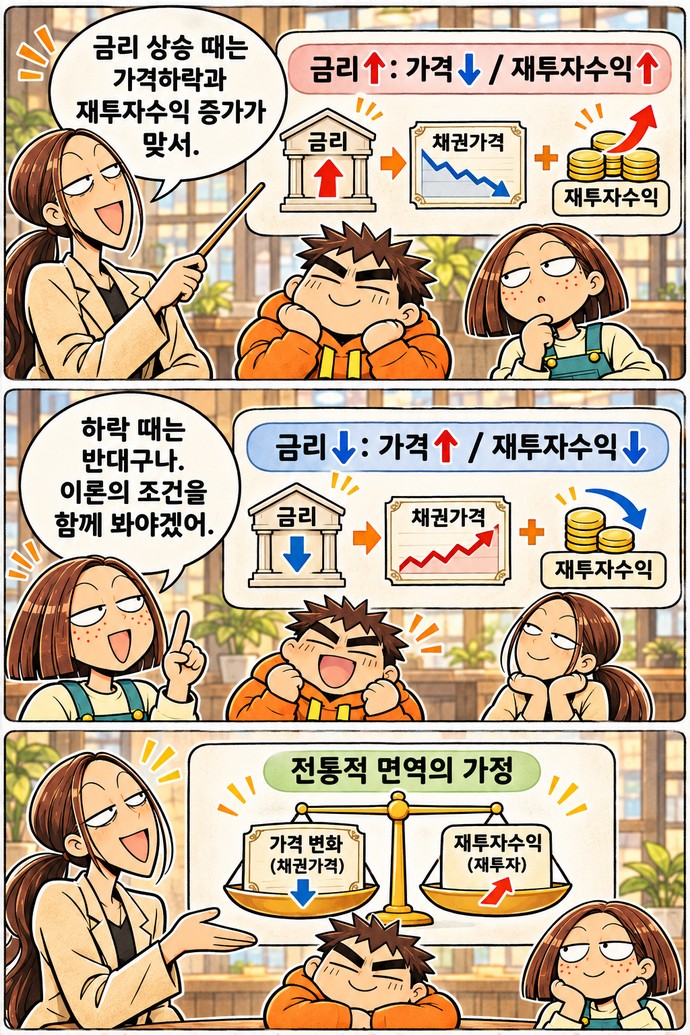 금리 상승 때는
가격하락과
재투자수익 증가가
맞서.
금리↑: 가격↓ / 재투자수익↑
금리
채권가격
재투자수익
하락 때는
반대구나.
이론의 조건을
함께 봐야겠어.
금리↓: 가격↑ / 재투자수익↓
금리
채권가격
재투자수익
전통적 면역의 가정
가격 변화
(채권가격)
재투자수익
(재투자)